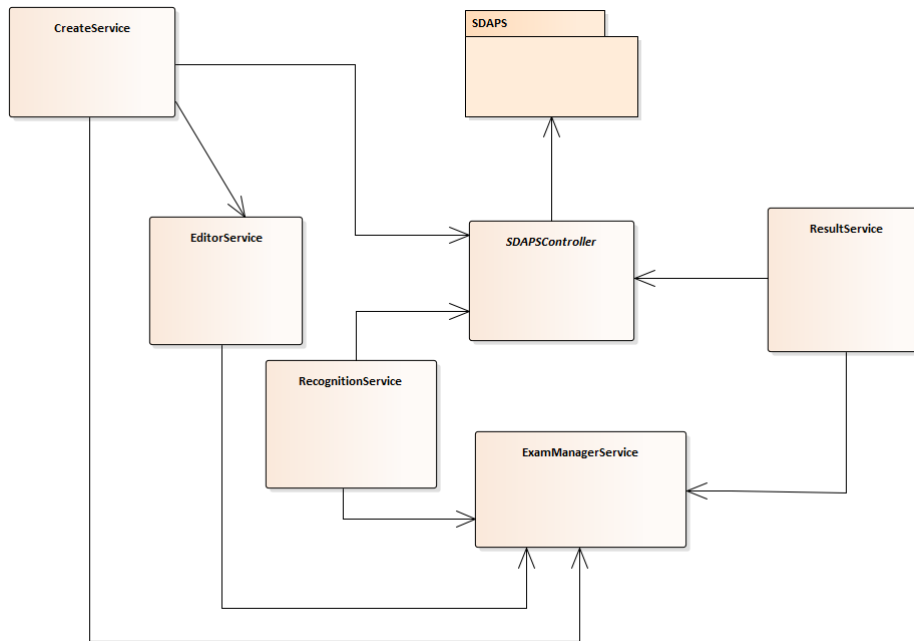 CreateService
SDAPS
EditorService
SDAPSController
ResultService
RecognitionService
ExamManagerService